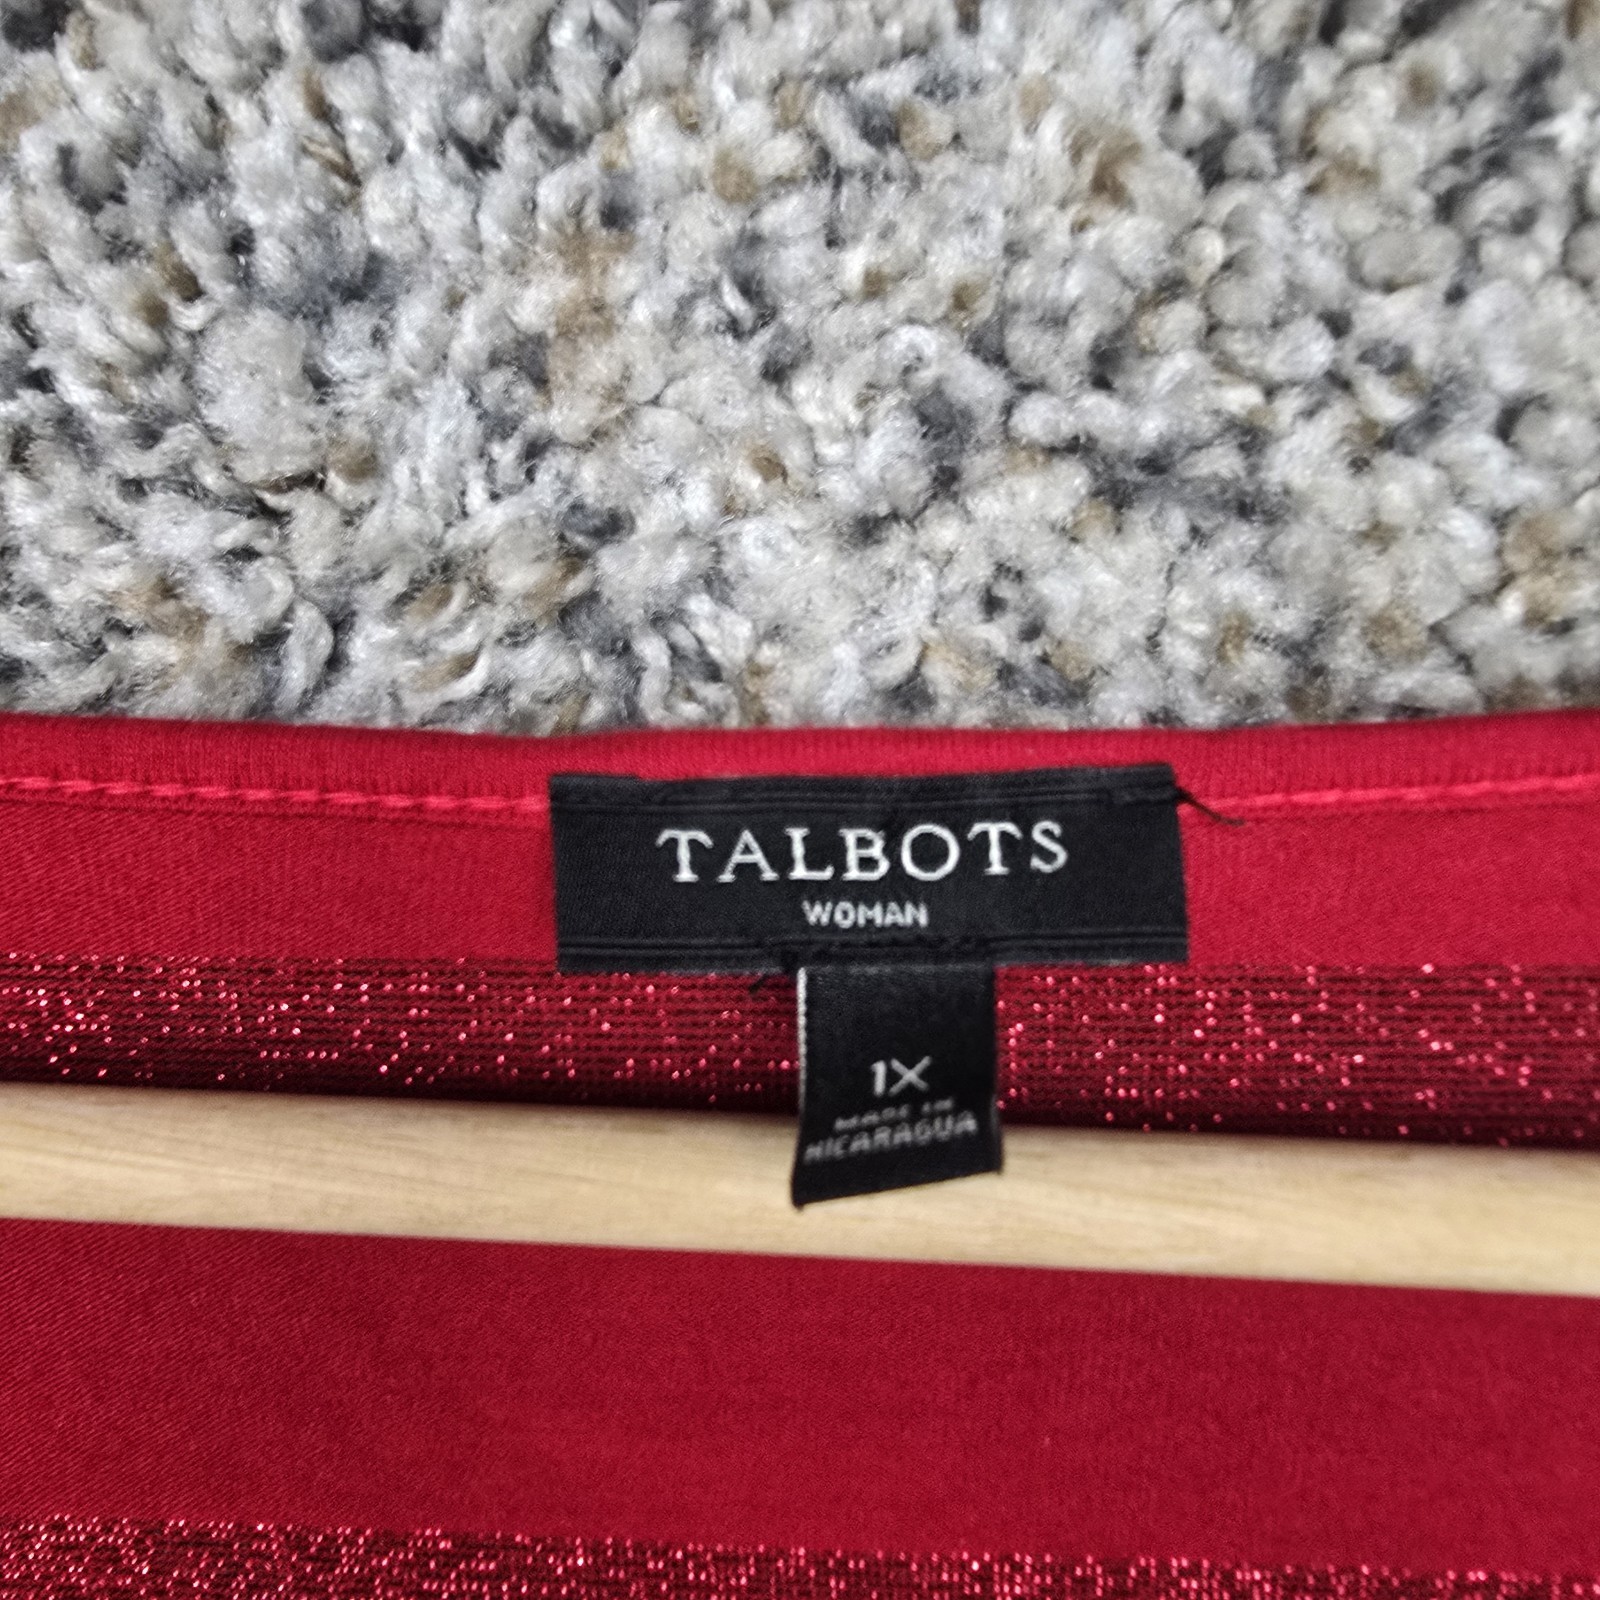 TALBOTS
WOMAN
1X
MADE IN
NICARAGUA